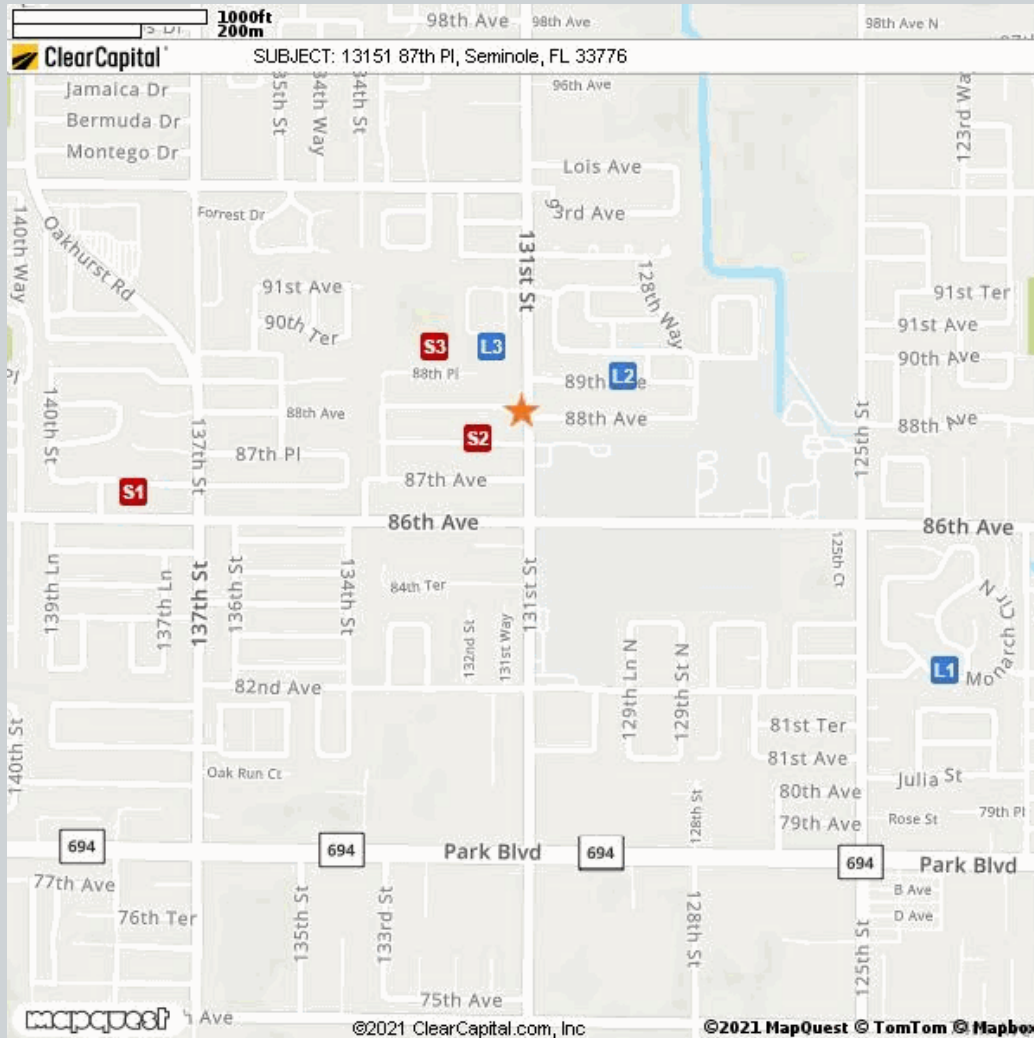 1000ft
200m
s Dr
98th Ave
98th Ave
98th Ave N
ClearCapital
SUBJECT: 13151 87th Pl, Seminole, FL 33776
Jamaica Dr
Bermuda Dr
Montego Dr
35th St
34th Way
34th St
96th Ave
123rd Wa
Lois Ave
3rd Ave
Forrest Dr
140th Way
Oakhurst Rd
131st St
128th Way
91st Ave
90th Ter
91st Ter
91st Ave
90th Ave
S3
L3
88th Pl
89th Ave
L2
88th Ave
88th Ave
88th Ave
140th St
137th St
S2
125th St
87th Pl
87th Ave
S1
86th Ave
86th Ave
139th Ln
137th Ln
137th St
136th St
134th St
84th Ter
131st St
132nd St
131st Way
125th Ct
129th Ln N
129th St N
Monarch Cir N
L1
Mo
82nd Ave
140th St
81st Ter
81st Ave
Oak Run Ct
80th Ave
Julia St
128th St
79th Ave
Rose St
79th Pl
694
694
Park Blvd
694
694
Park Blvd
77th Ave
B Ave
76th Ter
D Ave
135th St
133rd St
128th St
125th St
75th Ave
mapquest
h Ave
©2021 ClearCapital.com, Inc
©2021 MapQuest © TomTom © Mapbox